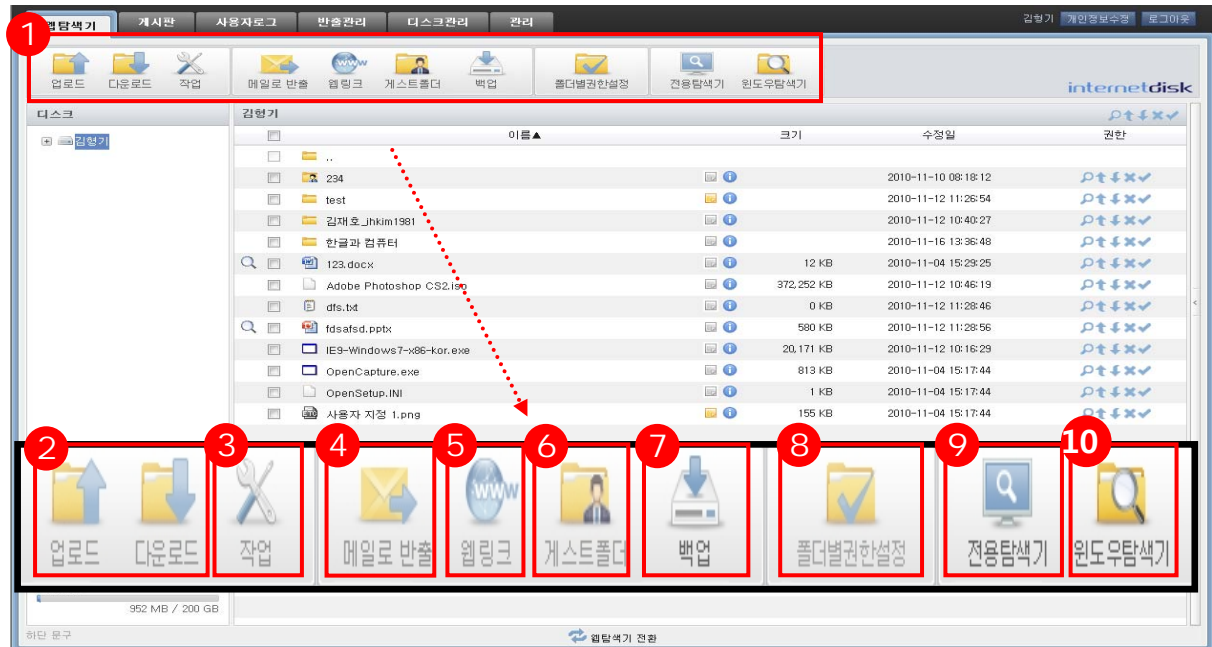 웹탐색기 게시판 사용자로그 반출관리 디스크관리 관리 김형기 개인정보수정 로그아웃
1
업로드 다운로드 작업 메일로 반출 웹링크 게스트폴더 백업 폴더별권한설정 전용탐색기 윈도우탐색기
internetdisk
디스크 김형기
김형기
이름▲ 크기 수정일 권한
..
234 2010-11-10 08:18:12
test 2010-11-12 11:26:54
김재호_jhkim1981 2010-11-12 10:40:27
한글과 컴퓨터 2010-11-16 13:36:48
123.docx 12 KB 2010-11-04 15:29:25
Adobe Photoshop CS2.iso 372,252 KB 2010-11-12 10:46:19
dfs.txt 0 KB 2010-11-12 11:28:46
fdsafsd.pptx 580 KB 2010-11-12 11:28:56
IE9-Windows7-x86-kor.exe 20,171 KB 2010-11-12 10:16:29
OpenCapture.exe 813 KB 2010-11-04 15:17:44
OpenSetup.INI 1 KB 2010-11-04 15:17:44
사용자 지정 1.png 155 KB 2010-11-04 15:17:44
2 3 4 5 6 7 8 9 10
www
업로드 다운로드 작업 메일로 반출 웹링크 게스트폴더 백업 폴더별권한설정 전용탐색기 윈도우탐색기
952 MB / 200 GB
하단 문구 웹탐색기 전환